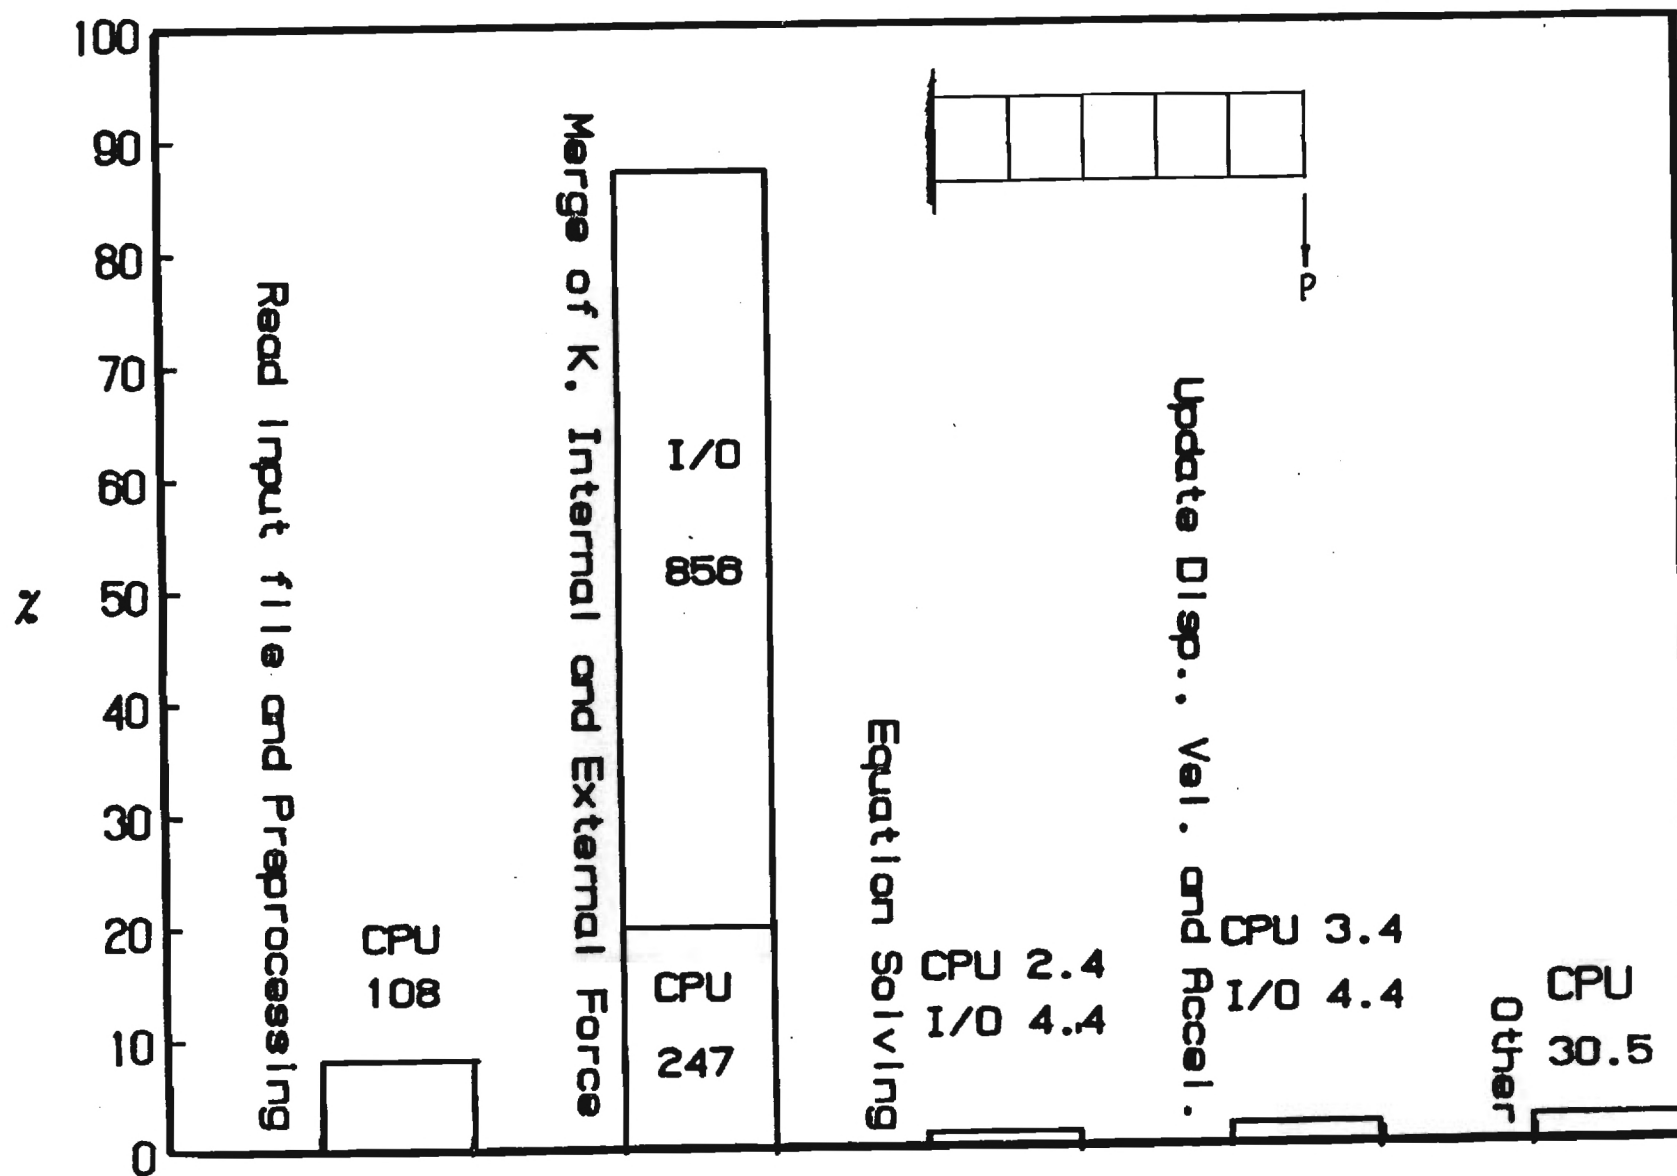 100
90
80
70
60
50
40
30
20
10
0
%
Read Input file and Preprocessing
CPU
108
Merge of K, Internal and External Force
I/O
856
CPU
247
Equation Solving
CPU 2.4
I/O 4.4
Update Disp., Vel. and Accel.
CPU 3.4
I/O 4.4
Other
CPU
30.5
P